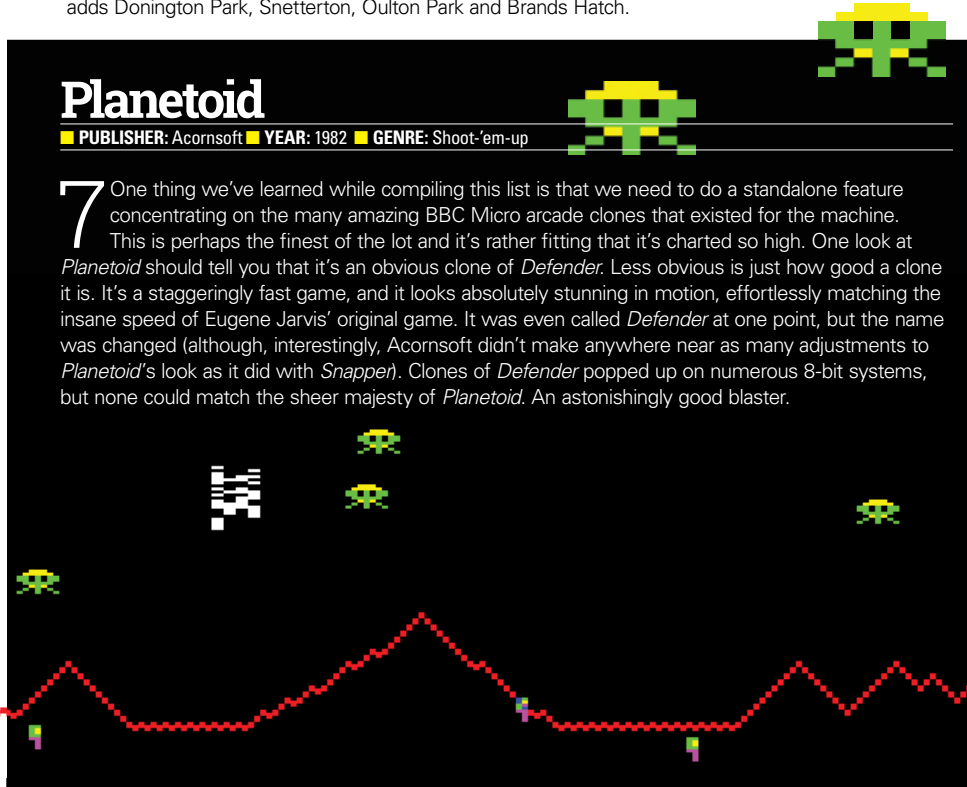 adds Donington Park, Snetterton, Oulton Park and Brands Hatch.
Planetoid
PUBLISHER: Acornsoft YEAR: 1982 GENRE: Shoot-'em-up
7 One thing we've learned while compiling this list is that we need to do a standalone feature
concentrating on the many amazing BBC Micro arcade clones that existed for the machine.
This is perhaps the finest of the lot and it's rather fitting that it's charted so high. One look at
Planetoid should tell you that it's an obvious clone of Defender. Less obvious is just how good a clone
it is. It's a staggeringly fast game, and it looks absolutely stunning in motion, effortlessly matching the
insane speed of Eugene Jarvis' original game. It was even called Defender at one point, but the name
was changed (although, interestingly, Acornsoft didn't make anywhere near as many adjustments to
Planetoid's look as it did with Snapper). Clones of Defender popped up on numerous 8-bit systems,
but none could match the sheer majesty of Planetoid. An astonishingly good blaster.